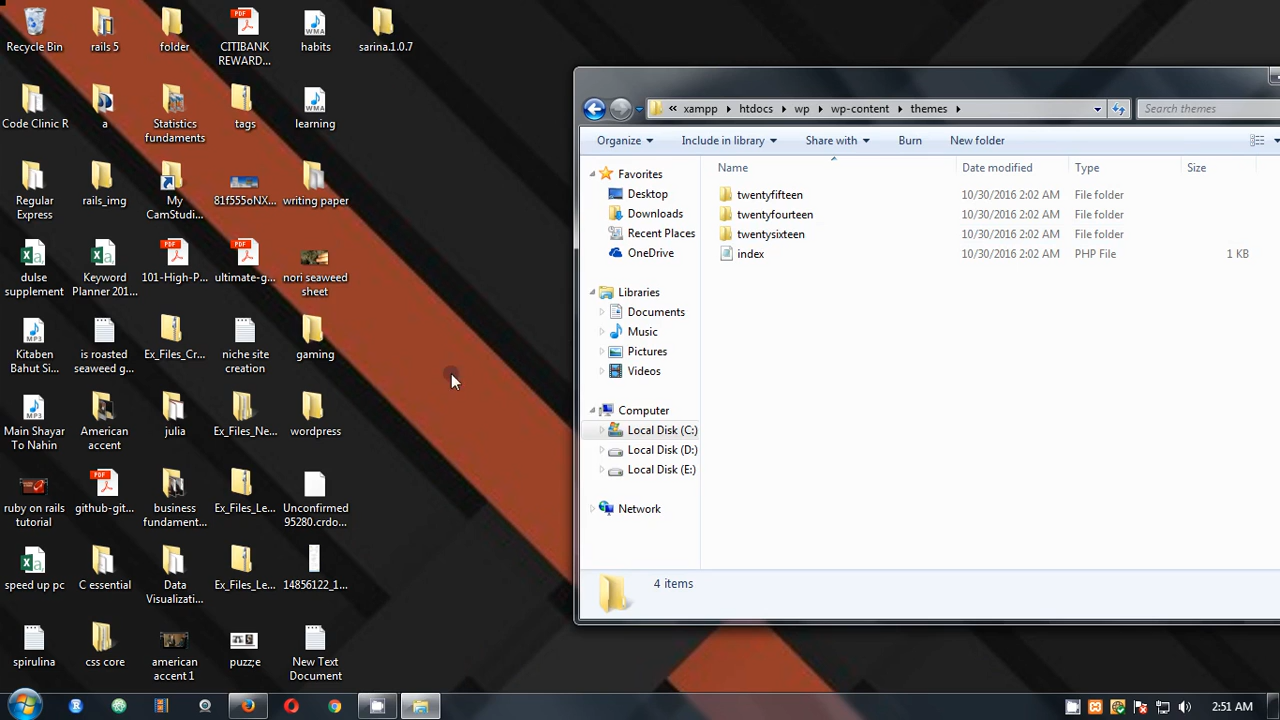 Recycle Bin
rails 5
folder
CITIBANK
REWARD...
habits
sarina.1.0.7
Code Clinic R
a
Statistics
fundaments
tags
learning
Regular
Express
rails_img
My
CamStudi...
81f555oNX...
writing paper
dulse
supplement
Keyword
Planner 201...
101-High-P...
ultimate-g...
nori seaweed
sheet
Kitaben
Bahut Si...
is roasted
seaweed g...
Ex_Files_Cr...
niche site
creation
gaming
Main Shayar
To Nahin
American
accent
julia
Ex_Files_Ne...
wordpress
ruby on rails
tutorial
github-git...
business
fundament...
Ex_Files_Le...
Unconfirmed
95280.crdo...
speed up pc
C essential
Data
Visualizati...
Ex_Files_Le...
14856122_1...
spirulina
css core
american
accent 1
puzz;e
New Text
Document
« xampp htdocs wp wp-content themes
Search themes
Organize Include in library Share with Burn New folder
Name Date modified Type Size
twentyfifteen 10/30/2016 2:02 AM File folder
twentyfourteen 10/30/2016 2:02 AM File folder
twentysixteen 10/30/2016 2:02 AM File folder
index 10/30/2016 2:02 AM PHP File 1 KB
Favorites
Desktop
Downloads
Recent Places
OneDrive
Libraries
Documents
Music
Pictures
Videos
Computer
Local Disk (C:)
Local Disk (D:)
Local Disk (E:)
Network
4 items
2:51 AM